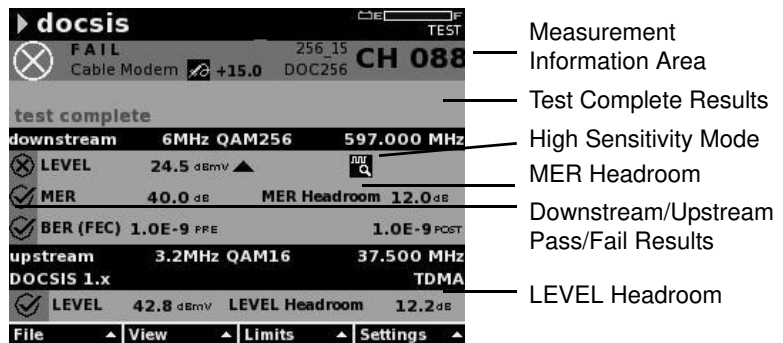 docsis
E F
TEST
FAIL 256_15 CH 088
Cable Modem +15.0 DOC256
test complete
downstream 6MHz QAM256 597.000 MHz
LEVEL 24.5 dBmV
MER 40.0 dB MER Headroom 12.0 dB
BER (FEC) 1.0E-9 PRE 1.0E-9 POST
upstream 3.2MHz QAM16 37.500 MHz
DOCSIS 1.x TDMA
LEVEL 42.8 dBmV LEVEL Headroom 12.2 dB
File View Limits Settings
Measurement
Information Area
Test Complete Results
High Sensitivity Mode
MER Headroom
Downstream/Upstream
Pass/Fail Results
LEVEL Headroom